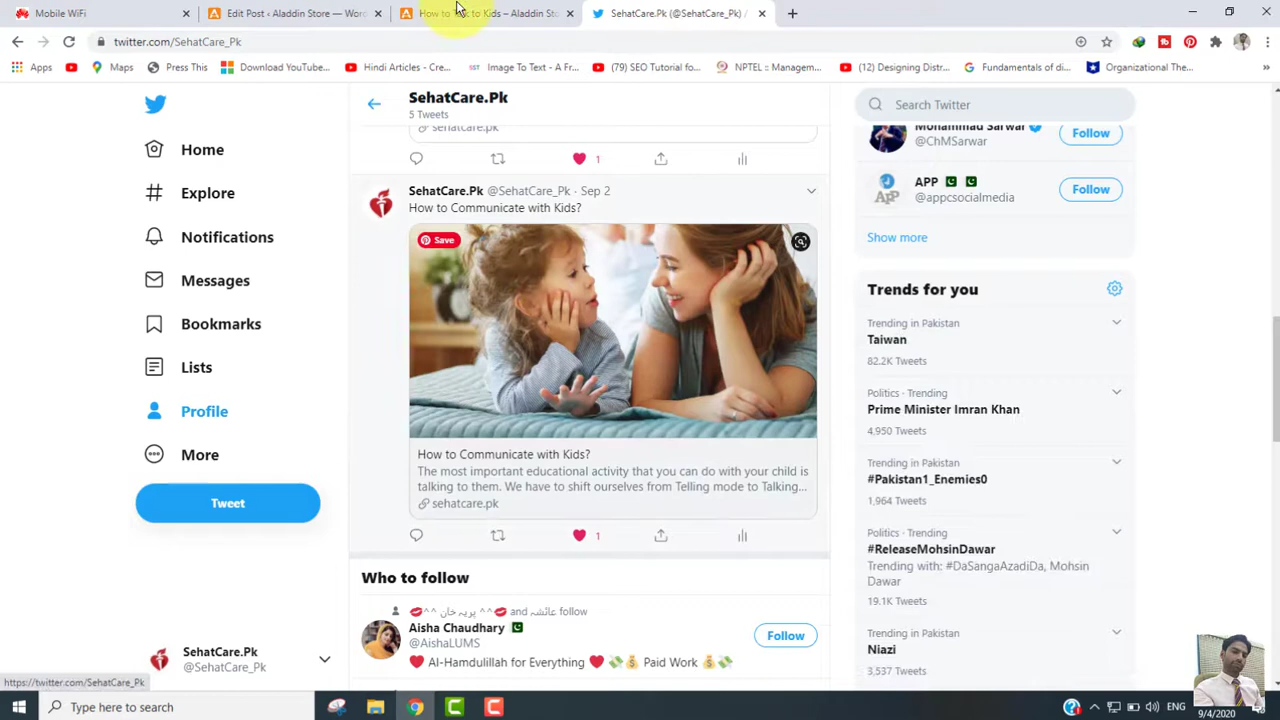 Mobile WiFi
Edit Post ‹ Aladdin Store — Wor
How to T to Kids – Aladdin Sto
SehatCare.Pk (@SehatCare_Pk) /
twitter.com/SehatCare_Pk
Apps
Maps
Press This
Download YouTube...
Hindi Articles - Cre...
Image To Text - A Fr...
(79) SEO Tutorial fo...
NPTEL :: Managem...
(12) Designing Distr...
Fundamentals of di...
Organizational The...
Home
Explore
Notifications
Messages
Bookmarks
Lists
Profile
More
Tweet
SehatCare.Pk
@SehatCare_Pk
https://twitter.com/SehatCare_Pk
SehatCare.Pk
5 Tweets
sehatcare.pk
1
SehatCare.Pk @SehatCare_Pk · Sep 2
How to Communicate with Kids?
Save
How to Communicate with Kids?
The most important educational activity that you can do with your child is
talking to them. We have to shift ourselves from Telling mode to Talking...
sehatcare.pk
1
Who to follow
^^ پریہ خان ^^ and عائشہ follow
Aisha Chaudhary
@AishaLUMS
Follow
Al-Hamdulillah for Everything Paid Work
Search Twitter
Mohammad Sarwar
@ChM5arwar
Follow
APP
@appcsocialmedia
Follow
Show more
Trends for you
Trending in Pakistan
Taiwan
82.2K Tweets
Politics · Trending
Prime Minister Imran Khan
4,950 Tweets
Trending in Pakistan
#Pakistan1_Enemies0
1,964 Tweets
Politics · Trending
#ReleaseMohsinDawar
Trending with: #DaSangaAzadiDa, Mohsin
Dawar
19.1K Tweets
Trending in Pakistan
Niazi
3,537 Tweets
Type here to search
ENG
9/4/2020